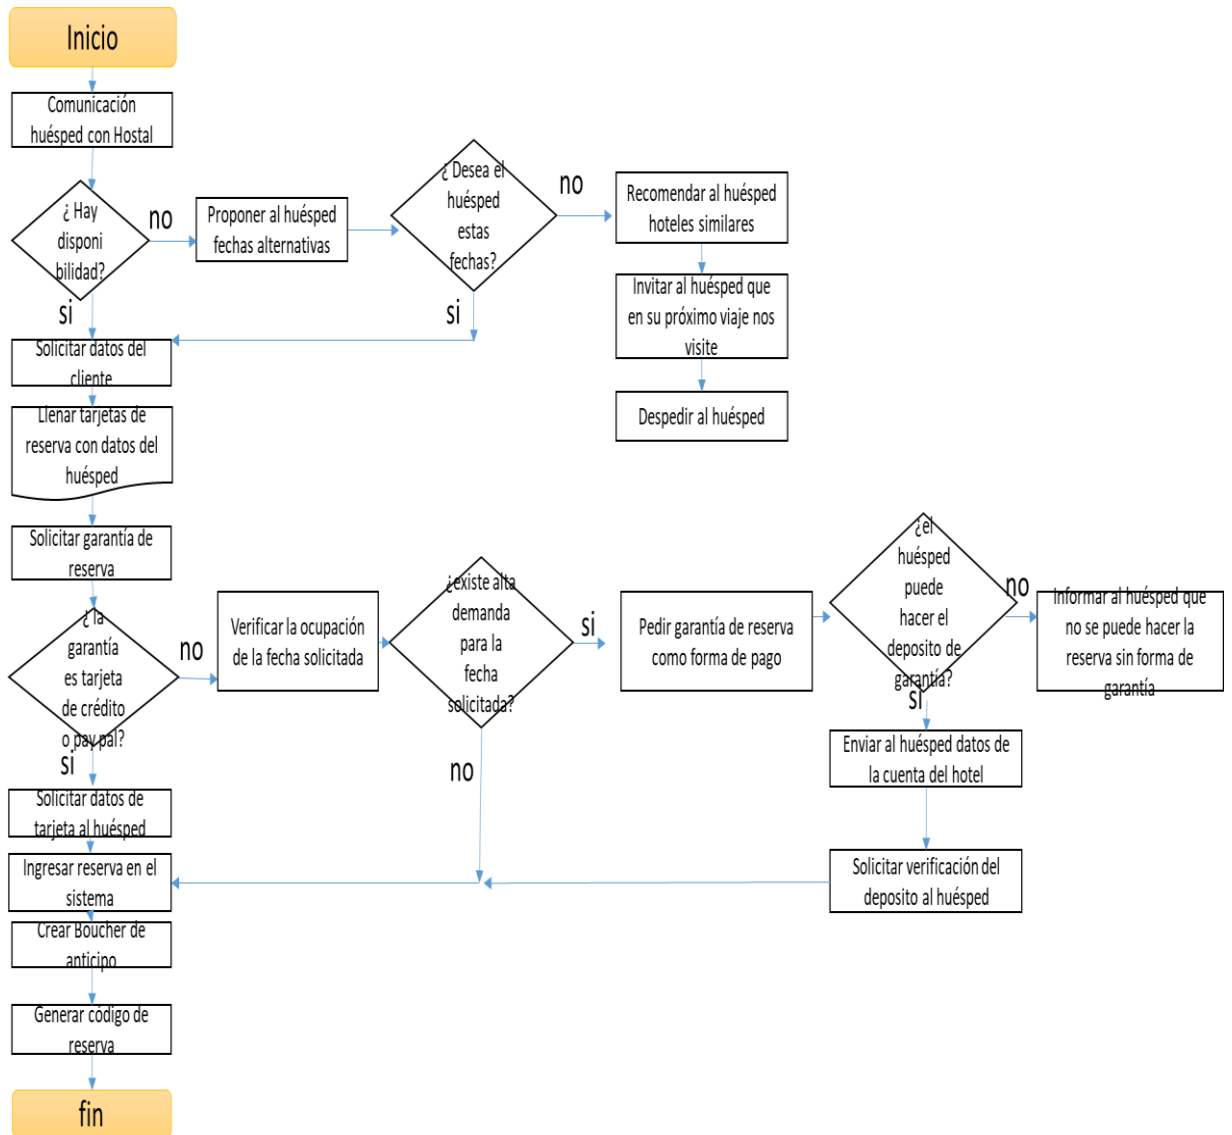 Inicio
Comunicación
huésped con Hostal
¿ Hay
disponi
bilidad?
no
Proponer al huésped
fechas alternativas
¿ Desea el
huésped
estas
fechas?
no
Recomendar al huésped
hoteles similares
Invitar al huésped que
en su próximo viaje nos
visite
Despedir al huésped
si
si
Solicitar datos del
cliente
Llenar tarjetas de
reserva con datos del
huésped
Solicitar garantía de
reserva
¿ la
garantía
es tarjeta
de crédito
o pay pal?
no
Verificar la ocupación
de la fecha solicitada
¿existe alta
demanda
para la
fecha
solicitada?
si
Pedir garantía de reserva
como forma de pago
¿el
huésped
puede
hacer el
deposito de
garantía?
no
Informar al huésped que
no se puede hacer la
reserva sin forma de
garantía
si
Enviar al huésped datos de
la cuenta del hotel
Solicitar verificación del
deposito al huésped
no
si
Solicitar datos de
tarjeta al huésped
Ingresar reserva en el
sistema
Crear Boucher de
anticipo
Generar código de
reserva
fin